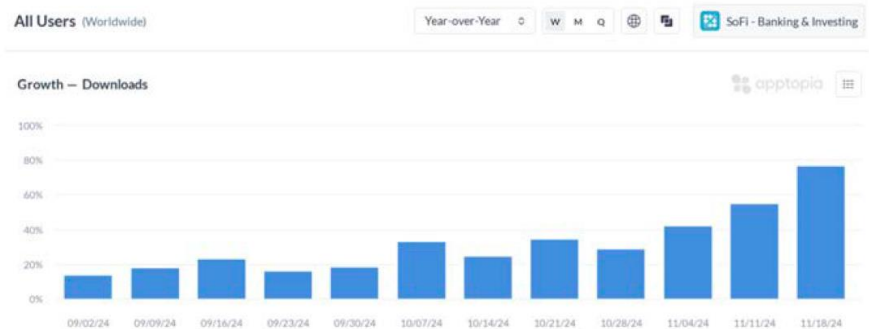 All Users (Worldwide)
Year-over-Year
W M Q
SoFi - Banking & Investing
Growth — Downloads
apptopia
100%
80%
60%
40%
20%
0%
09/02/24 09/09/24 09/16/24 09/23/24 09/30/24 10/07/24 10/14/24 10/21/24 10/28/24 11/04/24 11/11/24 11/18/24